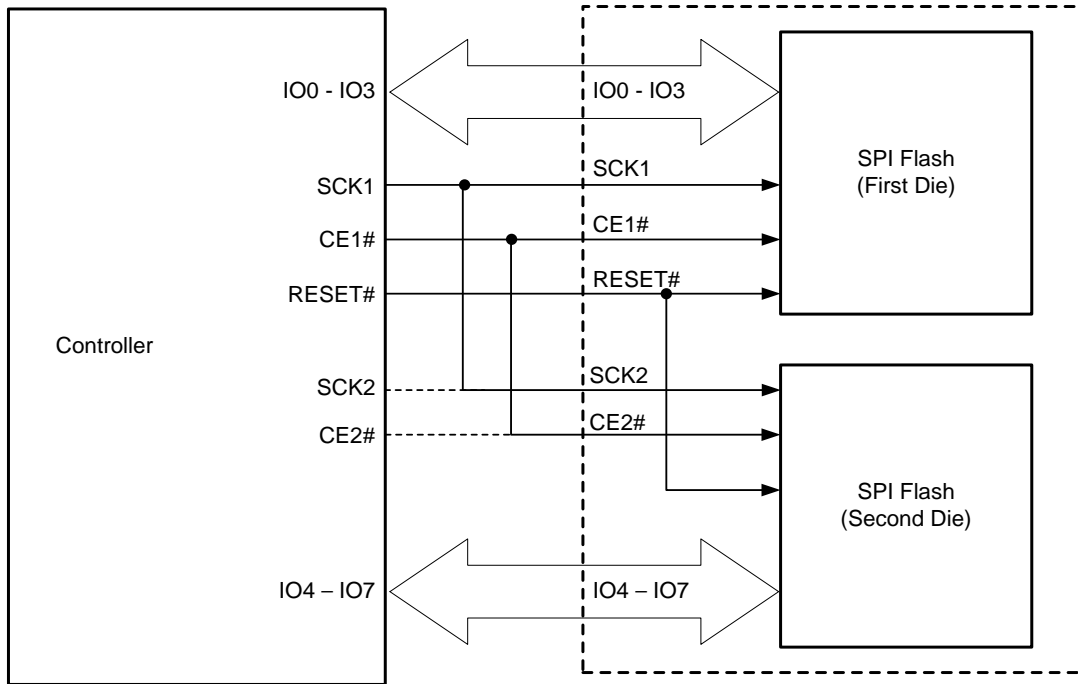 IO0 - IO3
IO0 - IO3
SPI Flash
(First Die)
SCK1
SCK1
CE1#
CE1#
RESET#
RESET#
Controller
SCK2
SCK2
CE2#
CE2#
SPI Flash
(Second Die)
IO4 – IO7
IO4 – IO7